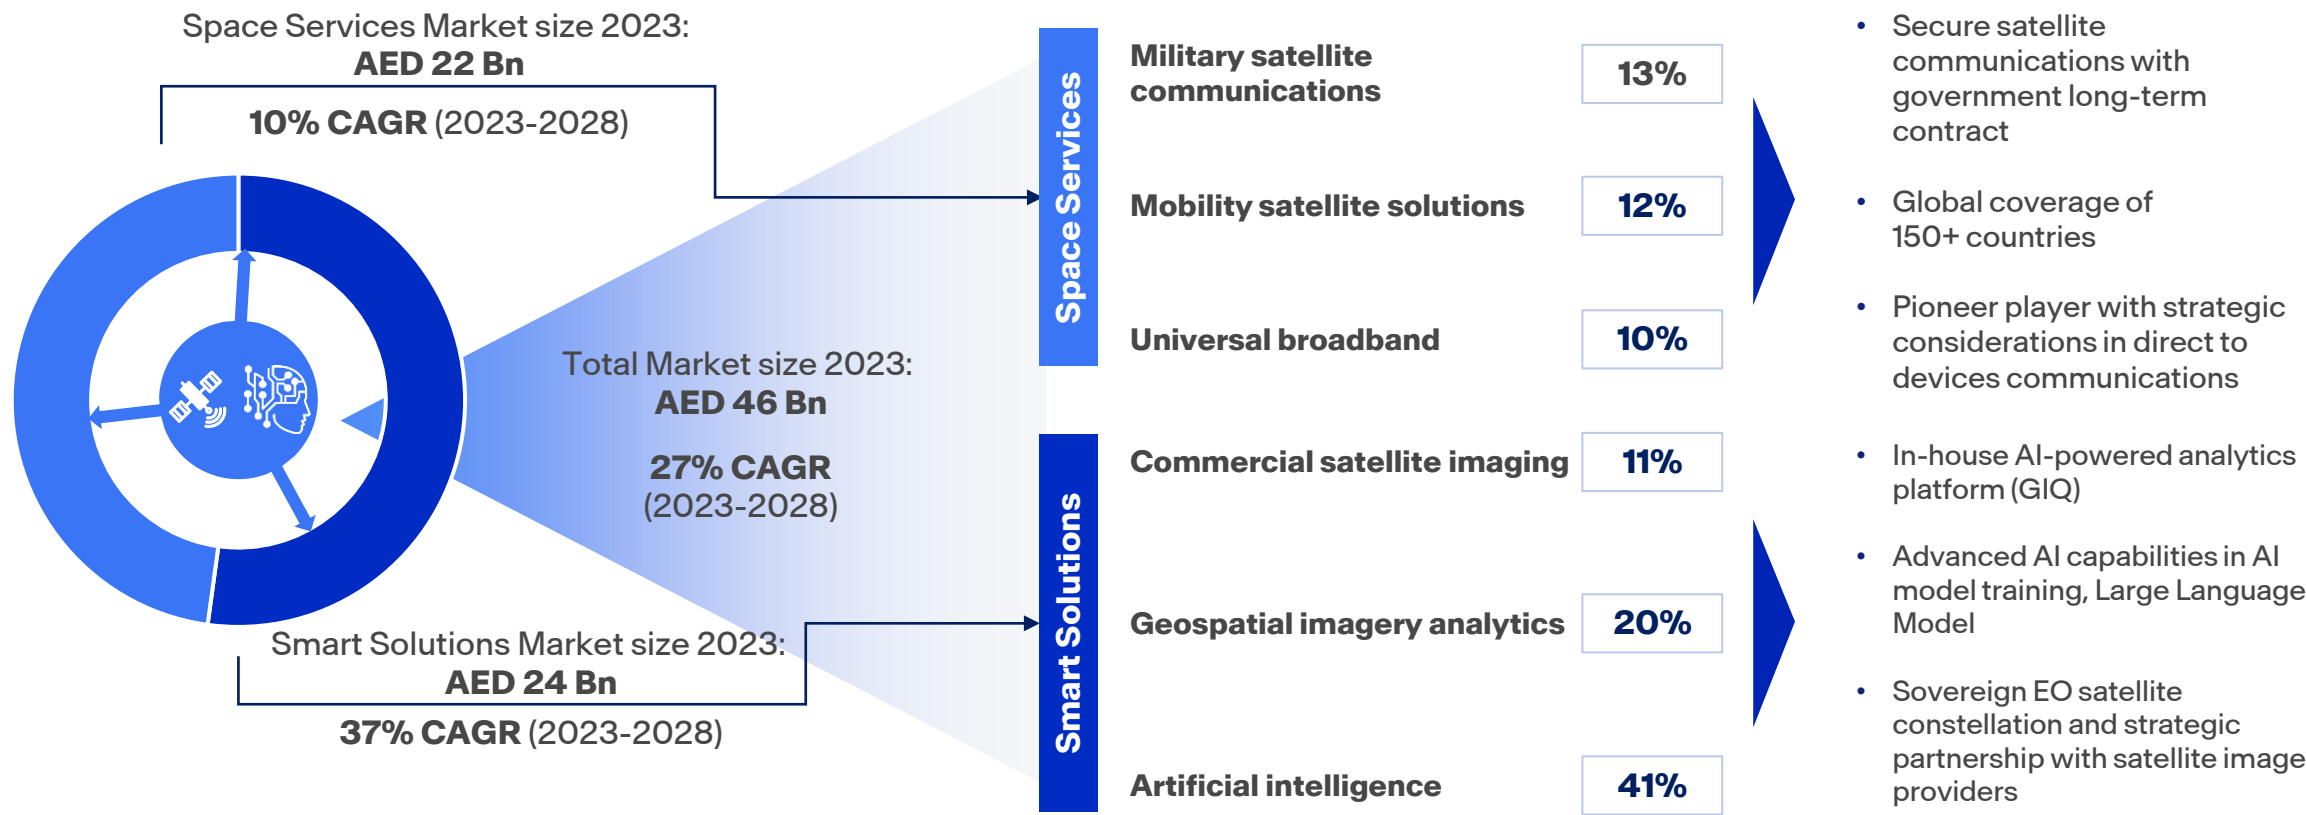 Space Services Market size 2023:
AED 22 Bn
10% CAGR (2023-2028)
Total Market size 2023:
AED 46 Bn
27% CAGR
(2023-2028)
Smart Solutions Market size 2023:
AED 24 Bn
37% CAGR (2023-2028)
Space Services
Military satellite
communications
13%
Mobility satellite solutions
12%
Universal broadband
10%
• Secure satellite
communications with
government long-term
contract
• Global coverage of
150+ countries
• Pioneer player with strategic
considerations in direct to
devices communications
Smart Solutions
Commercial satellite imaging
11%
Geospatial imagery analytics
20%
Artificial intelligence
41%
• In-house AI-powered analytics
platform (GIQ)
• Advanced AI capabilities in AI
model training, Large Language
Model
• Sovereign EO satellite
constellation and strategic
partnership with satellite image
providers